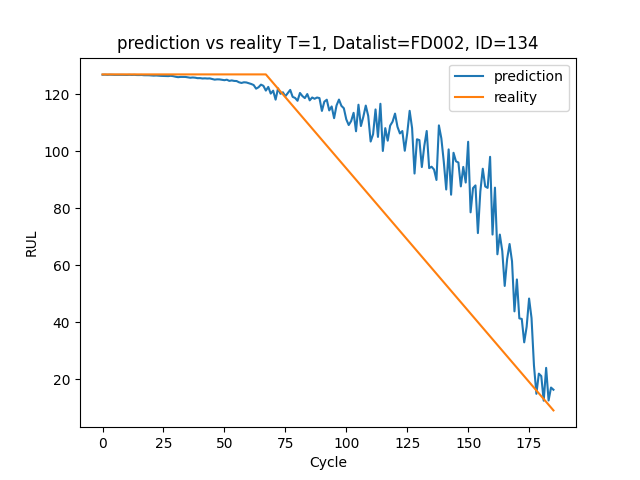 prediction vs reality T=1, Datalist=FD002, ID=134
prediction
reality
120
100
80
60
40
20
RUL
0 25 50 75 100 125 150 175
Cycle